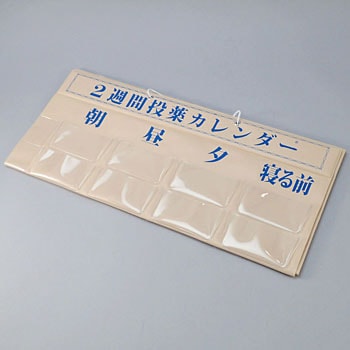 2週間投薬カレンダー
朝 昼 夕 寝る前